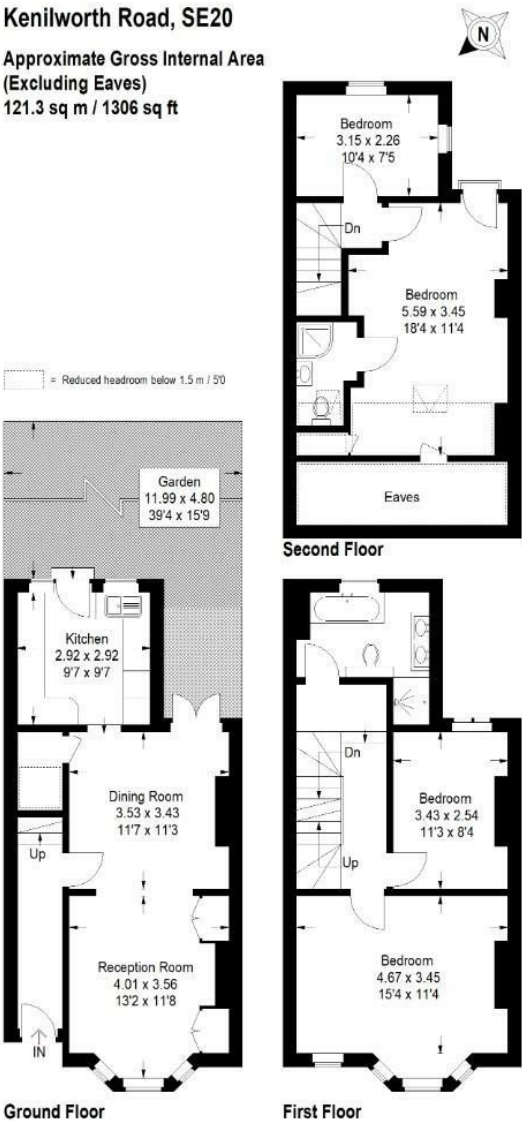 Kenilworth Road, SE20
Approximate Gross Internal Area
(Excluding Eaves)
121.3 sq m / 1306 sq ft
N
Bedroom
3.15 x 2.26
10'4 x 7'5
Dn
Bedroom
5.59 x 3.45
18'4 x 11'4
Eaves
Second Floor
= Reduced headroom below 1.5 m / 5'0
Garden
11.99 x 4.80
39'4 x 15'9
Kitchen
2.92 x 2.92
9'7 x 9'7
Dining Room
3.53 x 3.43
11'7 x 11'3
Up
Reception Room
4.01 x 3.56
13'2 x 11'8
IN
Ground Floor
Dn
Bedroom
3.43 x 2.54
11'3 x 8'4
Up
Bedroom
4.67 x 3.45
15'4 x 11'4
First Floor